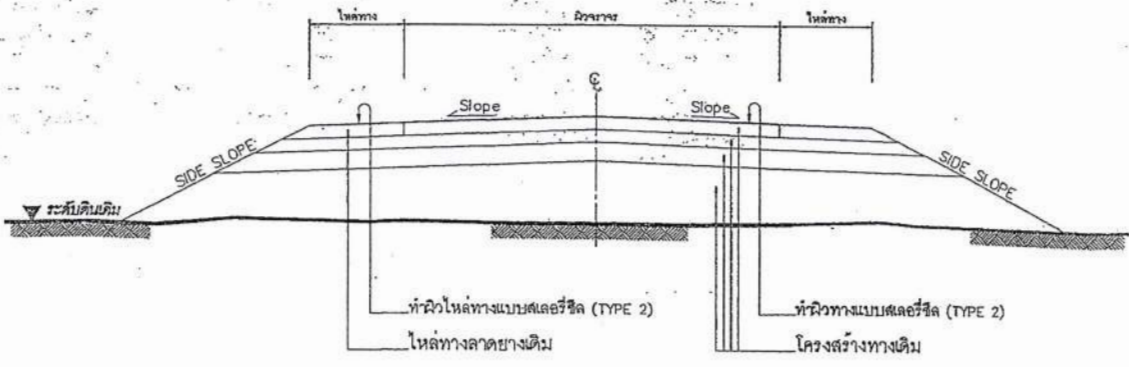 ไหล่ทาง ผิวจราจร ไหล่ทาง
℄
Slope Slope
SIDE SLOPE SIDE SLOPE
ระดับดินเดิม
ทำผิวไหล่ทางแบบสเลอรี่ซีล (TYPE 2) ทำผิวทางแบบสเลอรี่ซีล (TYPE 2)
ไหล่ทางลาดยางเดิม โครงสร้างทางเดิม